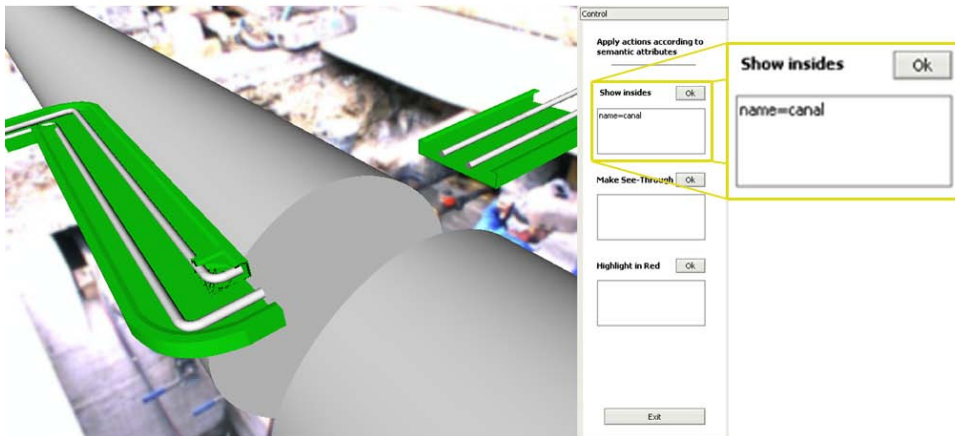 Control
Apply actions according to
semantic attributes
Show insides
Ok
name=canal
Make See-Through
Ok
Highlight in Red
Ok
Exit
Show insides
Ok
name=canal